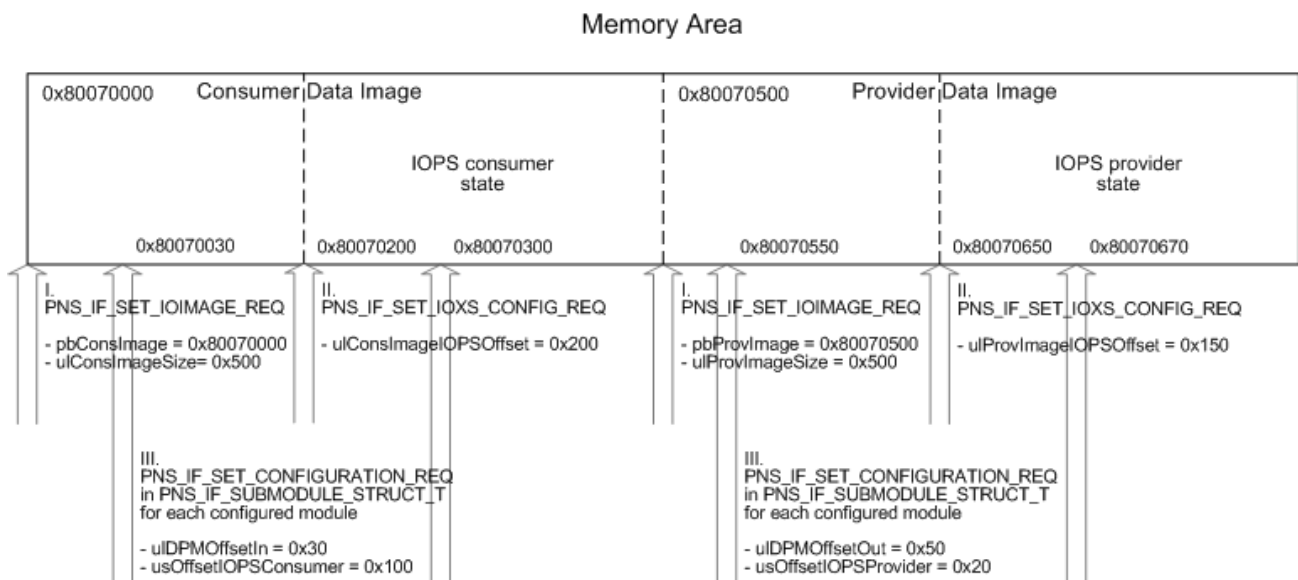 Memory Area
0x80070000 Consumer Data Image 0x80070500 Provider Data Image
IOPS consumer
state
IOPS provider
state
0x80070030 0x80070200 0x80070300 0x80070550 0x80070650 0x80070670
I.
PNS_IF_SET_IOIMAGE_REQ
- pbConsImage = 0x80070000
- ulConsImageSize= 0x500
II.
PNS_IF_SET_IOXS_CONFIG_REQ
- ulConsImageIOPSOffset = 0x200
I.
PNS_IF_SET_IOIMAGE_REQ
- pbProvImage = 0x80070500
- ulProvImageSize = 0x500
II.
PNS_IF_SET_IOXS_CONFIG_REQ
- ulProvImageIOPSOffset = 0x150
III.
PNS_IF_SET_CONFIGURATION_REQ
in PNS_IF_SUBMODULE_STRUCT_T
for each configured module
- ulDPMOffsetIn = 0x30
- usOffsetIOPSConsumer = 0x100
III.
PNS_IF_SET_CONFIGURATION_REQ
in PNS_IF_SUBMODULE_STRUCT_T
for each configured module
- ulDPMOffsetOut = 0x50
- usOffsetIOPSProvider = 0x20